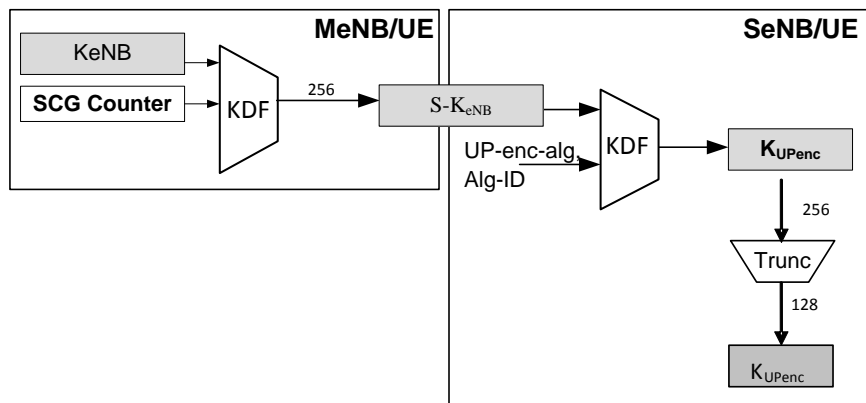 MeNB/UE
KeNB
SCG Counter
KDF
256
S-KeNB
SeNB/UE
UP-enc-alg,
Alg-ID
KDF
KUPenc
256
Trunc
128
KUPenc